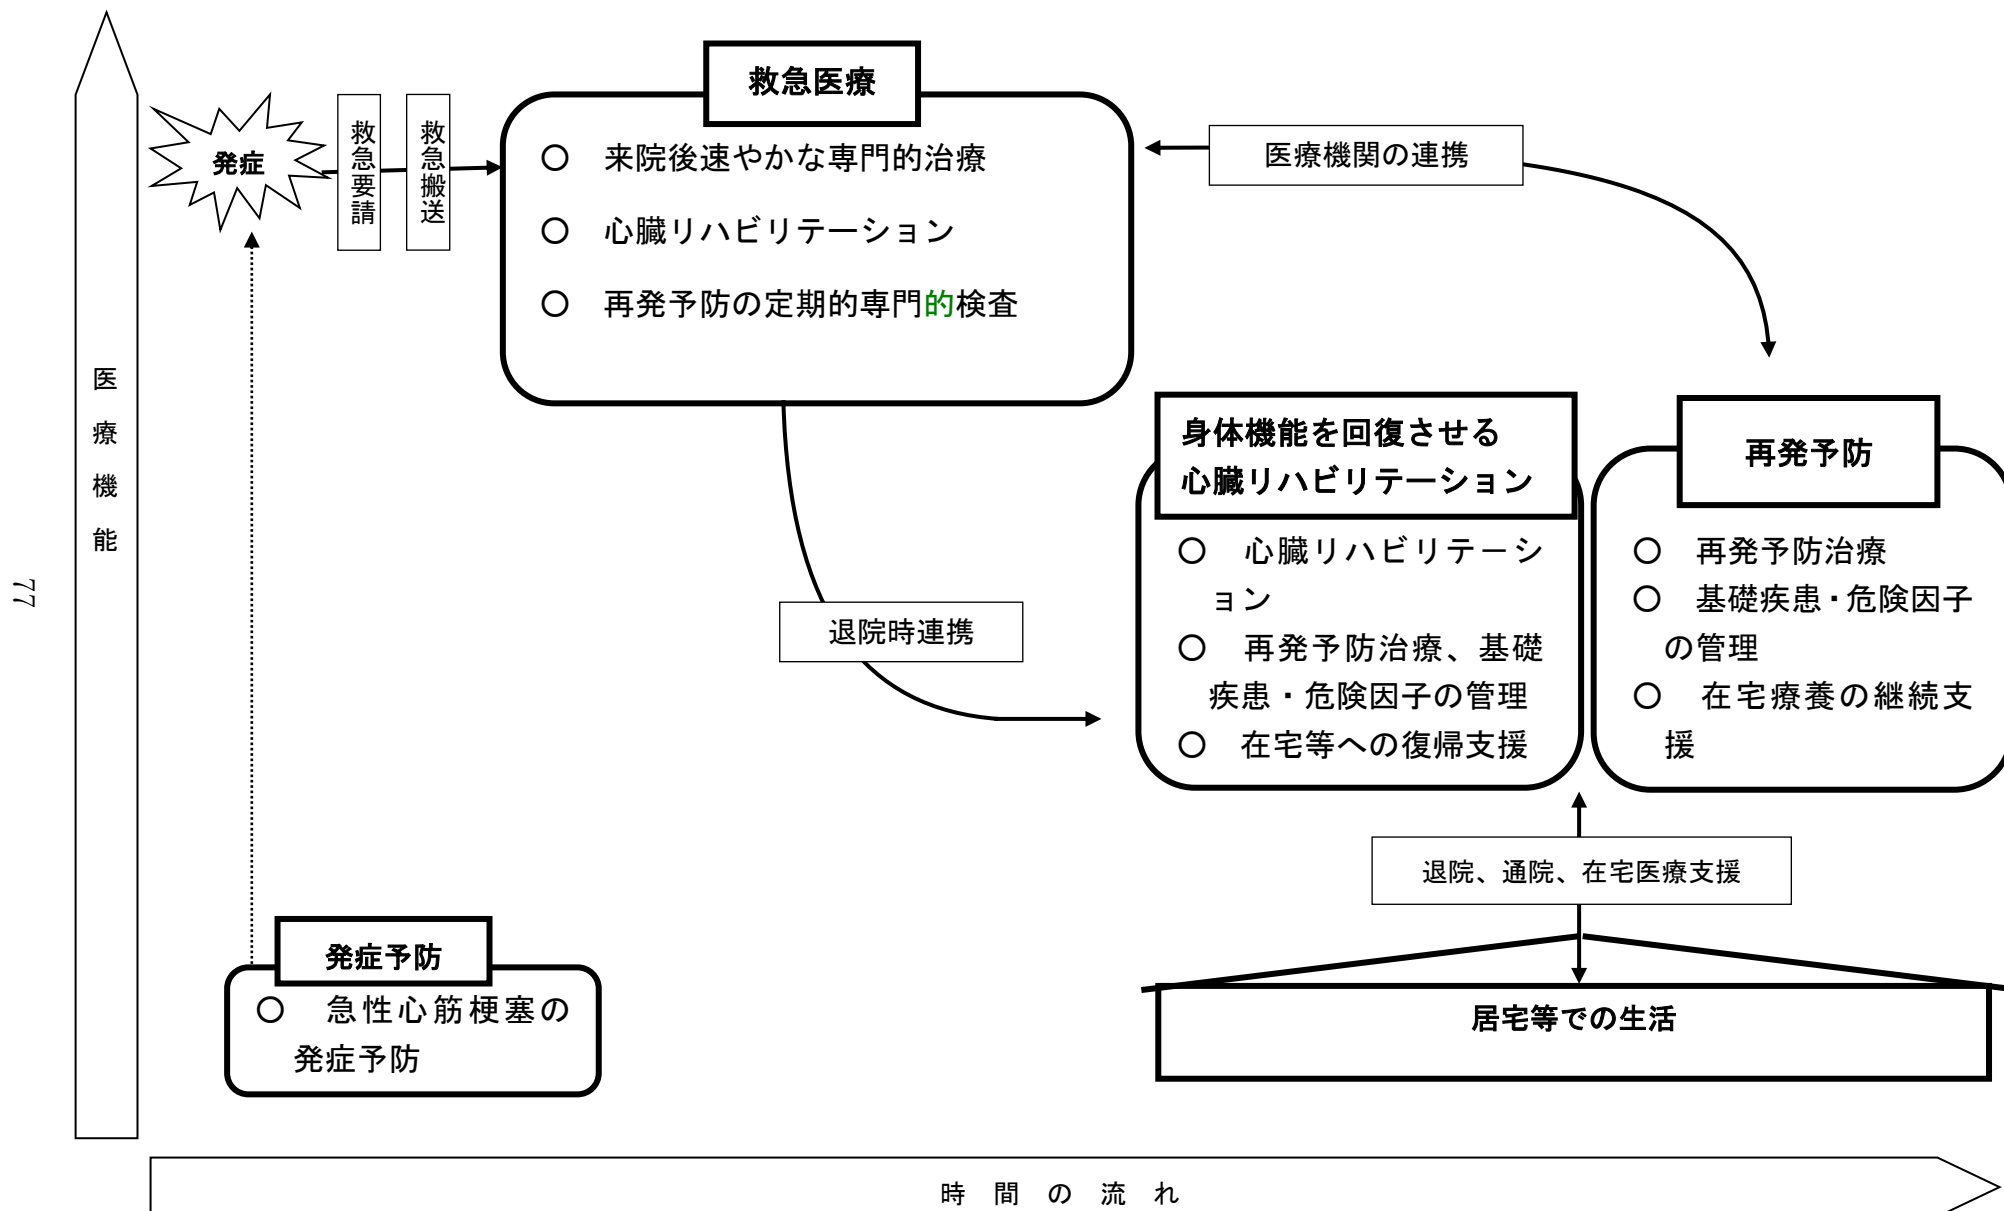 救急医療
○ 来院後速やかな専門的治療
○ 心臓リハビリテーション
○ 再発予防の定期的専門的検査
発症
救急要請
救急搬送
医療機関の連携
医療機能
身体機能を回復させる
心臓リハビリテーション
○ 心臓リハビリテーシ
ョン
○ 再発予防治療、基礎
疾患・危険因子の管理
○ 在宅等への復帰支援
再発予防
○ 再発予防治療
○ 基礎疾患・危険因子
の管理
○ 在宅療養の継続支
援
退院時連携
退院、通院、在宅医療支援
発症予防
○ 急性心筋梗塞の
発症予防
居宅等での生活
時間の流れ
77